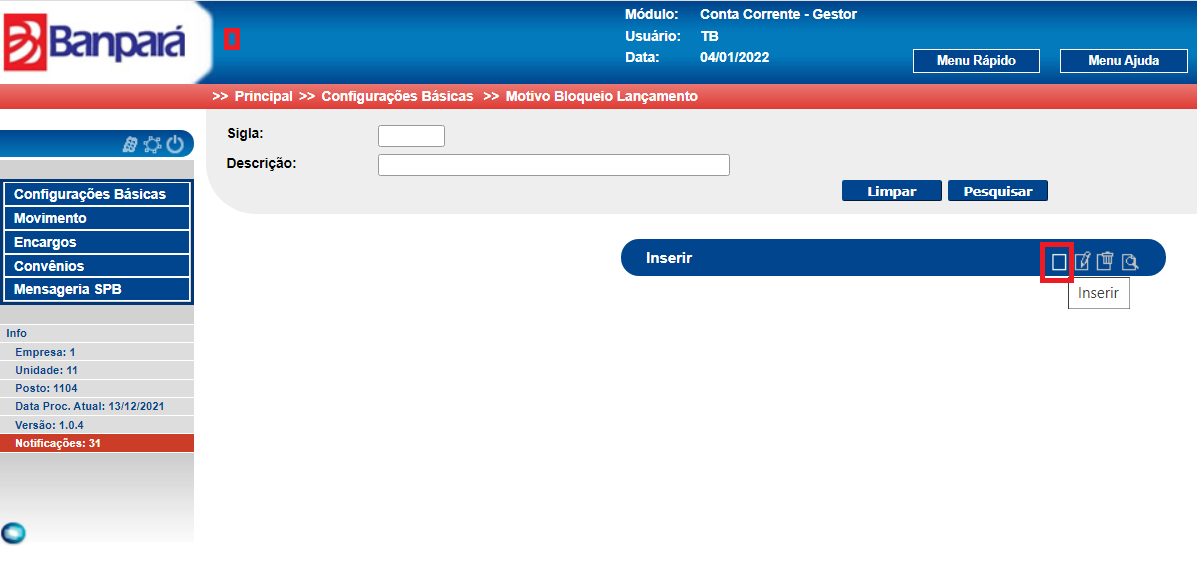 Banpará
Módulo: Conta Corrente - Gestor
Usuário: TB
Data: 04/01/2022
Menu Rápido Menu Ajuda
>> Principal >> Configurações Básicas >> Motivo Bloqueio Lançamento
Sigla:
Descrição:
Limpar Pesquisar
Configurações Básicas
Movimento
Encargos
Convênios
Mensageria SPB
Inserir
Inserir
Info
Empresa: 1
Unidade: 11
Posto: 1104
Data Proc. Atual: 13/12/2021
Versão: 1.0.4
Notificações: 31